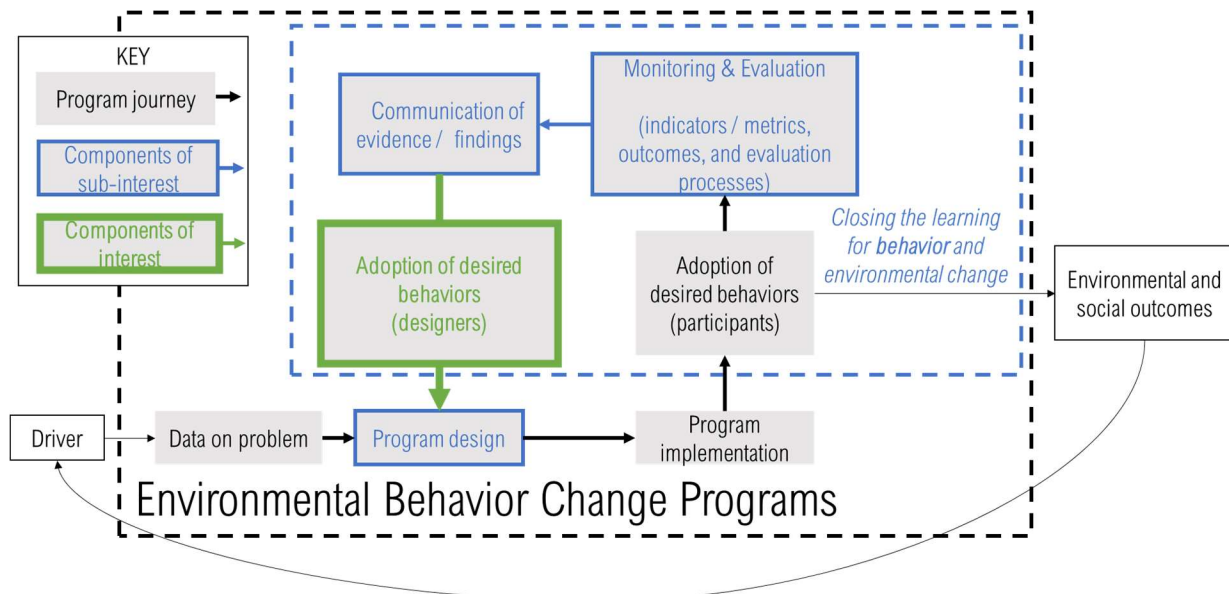 KEY
Program journey
Components of
sub-interest
Components of
interest
Communication of
evidence / findings
Monitoring & Evaluation
(indicators / metrics,
outcomes, and evaluation
processes)
Adoption of desired
behaviors
(designers)
Adoption of
desired behaviors
(participants)
Closing the learning
for behavior and
environmental change
Environmental and
social outcomes
Driver
Data on problem
Program design
Program
implementation
Environmental Behavior Change Programs